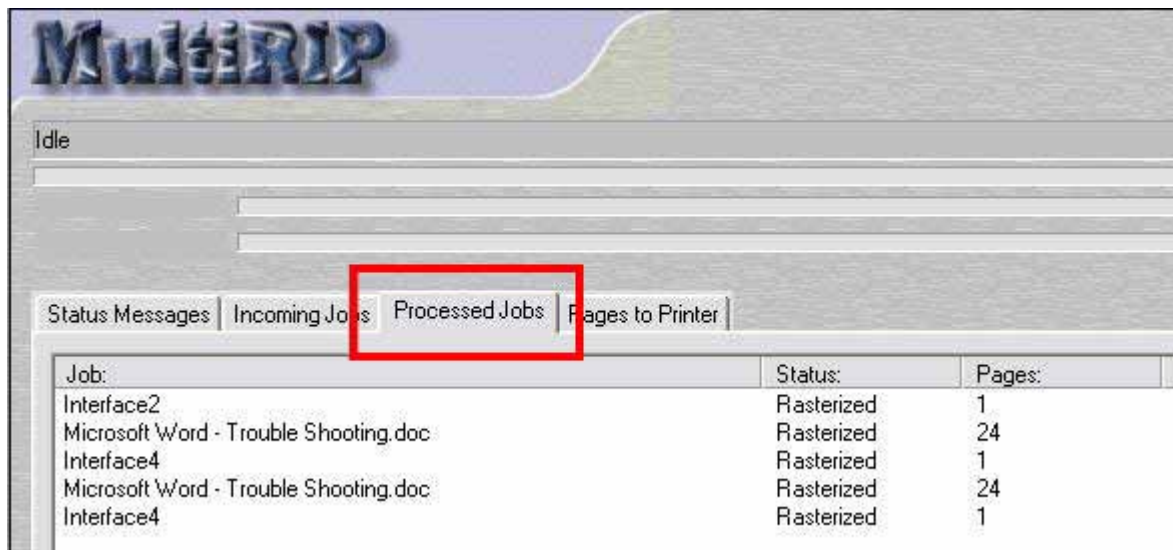 MultiRIP
Idle
Status Messages Incoming Jobs Processed Jobs Pages to Printer
Job: Status: Pages:
Interface2 Rasterized 1
Microsoft Word - Trouble Shooting.doc Rasterized 24
Interface4 Rasterized 1
Microsoft Word - Trouble Shooting.doc Rasterized 24
Interface4 Rasterized 1